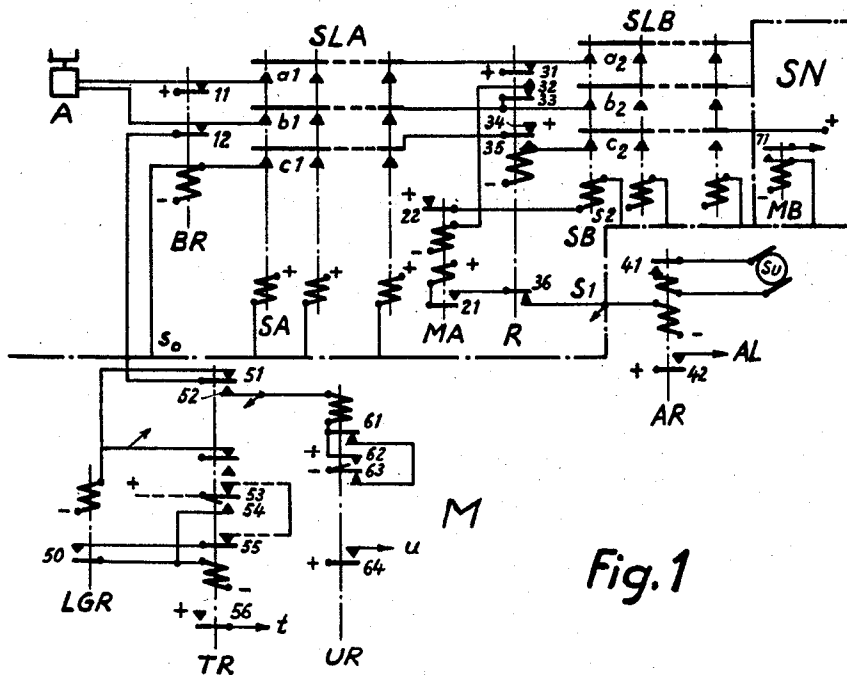 SLA
SLB
SN
A
a1
b1
c1
a2
b2
c2
+ 11
12
-
BR
+ 31
32
33
34 +
35
-
+
71
-
MB
+
22
-
+
21
MA
36
R
S1
SB
S2
+
+
+
SA
s0
41
SU
-
+ 42
AL
AR
51
52
+
53
54
55
-
50
-
LGR
+ 56
t
TR
61
+ 62
- 63
+ 64
u
UR
M
Fig. 1